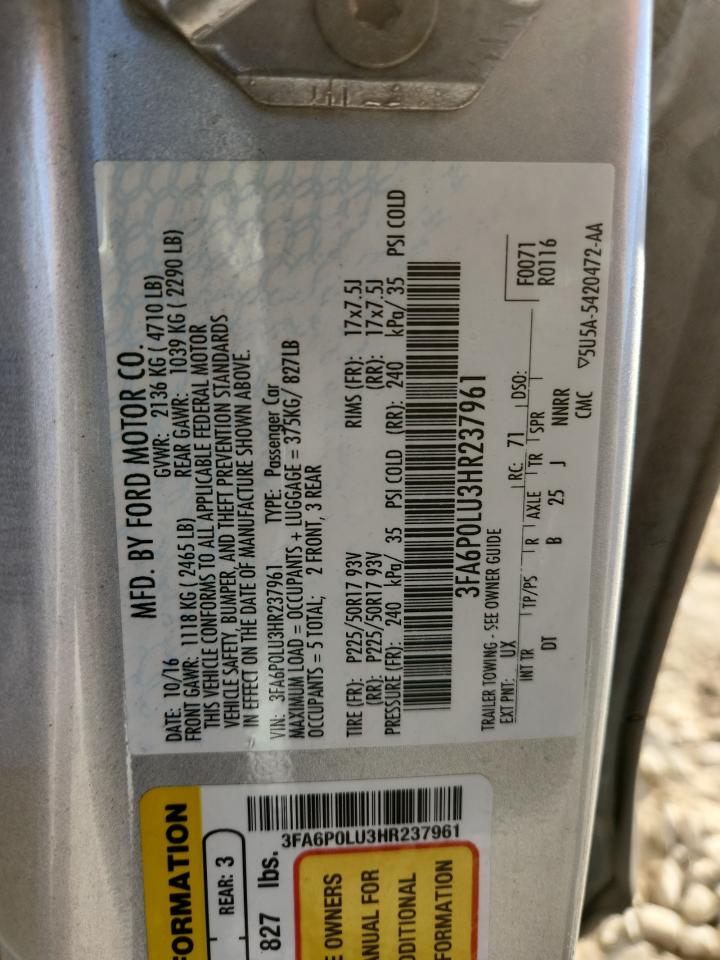 MFD. BY FORD MOTOR CO.
DATE: 10/16 GVWR: 2136 KG ( 4710 LB)
FRONT GAWR: 1118 KG ( 2465 LB) REAR GAWR: 1039 KG ( 2290 LB)
THIS VEHICLE CONFORMS TO ALL APPLICABLE FEDERAL MOTOR
VEHICLE SAFETY, BUMPER, AND THEFT PREVENTION STANDARDS
IN EFFECT ON THE DATE OF MANUFACTURE SHOWN ABOVE.
VIN: 3FA6P0LU3HR237961 TYPE: Passenger Car
MAXIMUM LOAD = OCCUPANTS + LUGGAGE = 375KG/ 827LB
OCCUPANTS = 5 TOTAL; 2 FRONT, 3 REAR
TIRE (FR): P225/50R17 93V RIMS (FR): 17x7.5J
(RR): P225/50R17 93V (RR): 17x7.5J
PRESSURE (FR): 240 kPa/ 35 PSI COLD (RR): 240 kPa/ 35 PSI COLD
3FA6P0LU3HR237961
TRAILER TOWING - SEE OWNER GUIDE
F0071
EXT PNT: UX RC: 71 DSO: R0116
INT TR TP/PS R AXLE TR SPR
DT B 25 J NNRR
CMC ▽5U5A-5420472-AA
3FA6P0LU3HR237961
ORMATION
REAR: 3
827 lbs.
OWNERS
ANUAL FOR
DDITIONAL
FORMATION